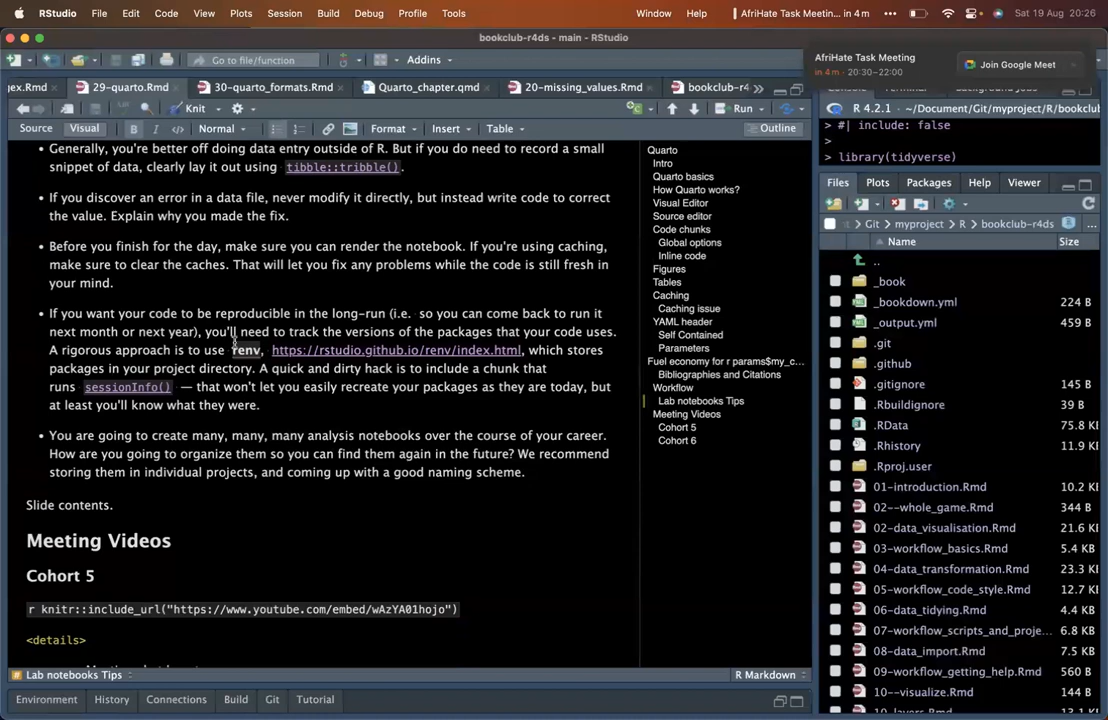 RStudio File Edit Code View Plots Session Build Debug Profile Tools Window Help AfriHate Task Meetin... in 4m Sat 19 Aug 20:26
bookclub-r4ds - main - RStudio
Go to file/function Addins
AfriHate Task Meeting
in 4m · 20:30–22:00
Join Google Meet
gex.Rmd 29-quarto.Rmd 30-quarto_formats.Rmd Quarto_chapter.qmd 20-missing_values.Rmd bookclub-r4
Knit Run
Source Visual Normal Format Insert Table Outline
Generally, you're better off doing data entry outside of R. But if you do need to record a small
snippet of data, clearly lay it out using tibble::tribble().
If you discover an error in a data file, never modify it directly, but instead write code to correct
the value. Explain why you made the fix.
Before you finish for the day, make sure you can render the notebook. If you're using caching,
make sure to clear the caches. That will let you fix any problems while the code is still fresh in
your mind.
If you want your code to be reproducible in the long-run (i.e. so you can come back to run it
next month or next year), you'll need to track the versions of the packages that your code uses.
A rigorous approach is to use renv, https://rstudio.github.io/renv/index.html, which stores
packages in your project directory. A quick and dirty hack is to include a chunk that
runs sessionInfo() — that won't let you easily recreate your packages as they are today, but
at least you'll know what they were.
You are going to create many, many, many analysis notebooks over the course of your career.
How are you going to organize them so you can find them again in the future? We recommend
storing them in individual projects, and coming up with a good naming scheme.
Slide contents.
Meeting Videos
Cohort 5
r knitr::include_url("https://www.youtube.com/embed/wAzYA01hojo")
<details>
Lab notebooks Tips R Markdown
Quarto
Intro
Quarto basics
How Quarto works?
Visual Editor
Source editor
Code chunks
Global options
Inline code
Figures
Tables
Caching
Caching issue
YAML header
Self Contained
Parameters
Fuel economy for r params$my_c...
Bibliographies and Citations
Workflow
Lab notebooks Tips
Meeting Videos
Cohort 5
Cohort 6
R 4.2.1 · ~/Document/Git/myproject/R/bookclub
> #| include: false
>
> library(tidyverse)
Files Plots Packages Help Viewer
Git myproject R bookclub-r4ds ...
Name Size
..
_book
_bookdown.yml 224 B
_output.yml 459 B
.git
.github
.gitignore 145 B
.Rbuildignore 39 B
.RData 75.8 KB
.Rhistory 11.9 KB
.Rproj.user
01-introduction.Rmd 10.2 KB
02--whole_game.Rmd 344 B
02-data_visualisation.Rmd 21.6 KB
03-workflow_basics.Rmd 5.4 KB
04-data_transformation.Rmd 23.3 KB
05-workflow_code_style.Rmd 12.7 KB
06-data_tidying.Rmd 4.4 KB
07-workflow_scripts_and_proje... 6.8 KB
08-data_import.Rmd 7.5 KB
09-workflow_getting_help.Rmd 560 B
10--visualize.Rmd 144 B
Environment History Connections Build Git Tutorial